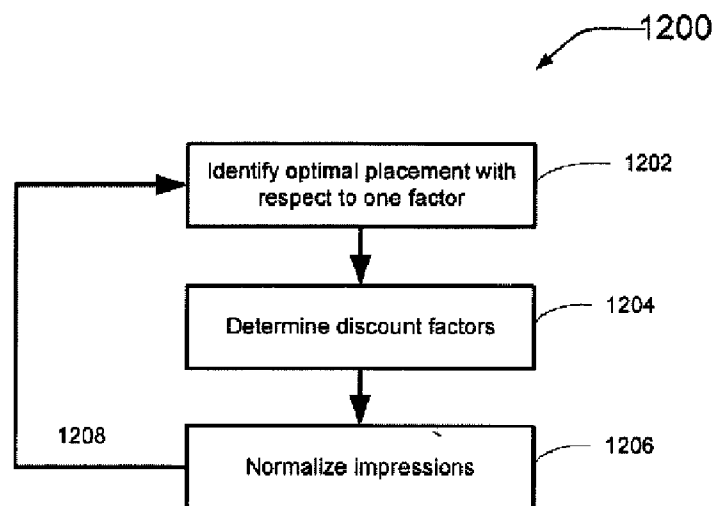 1200
Identify optimal placement with
respect to one factor
1202
Determine discount factors
1204
1208
Normalize Impressions
1206